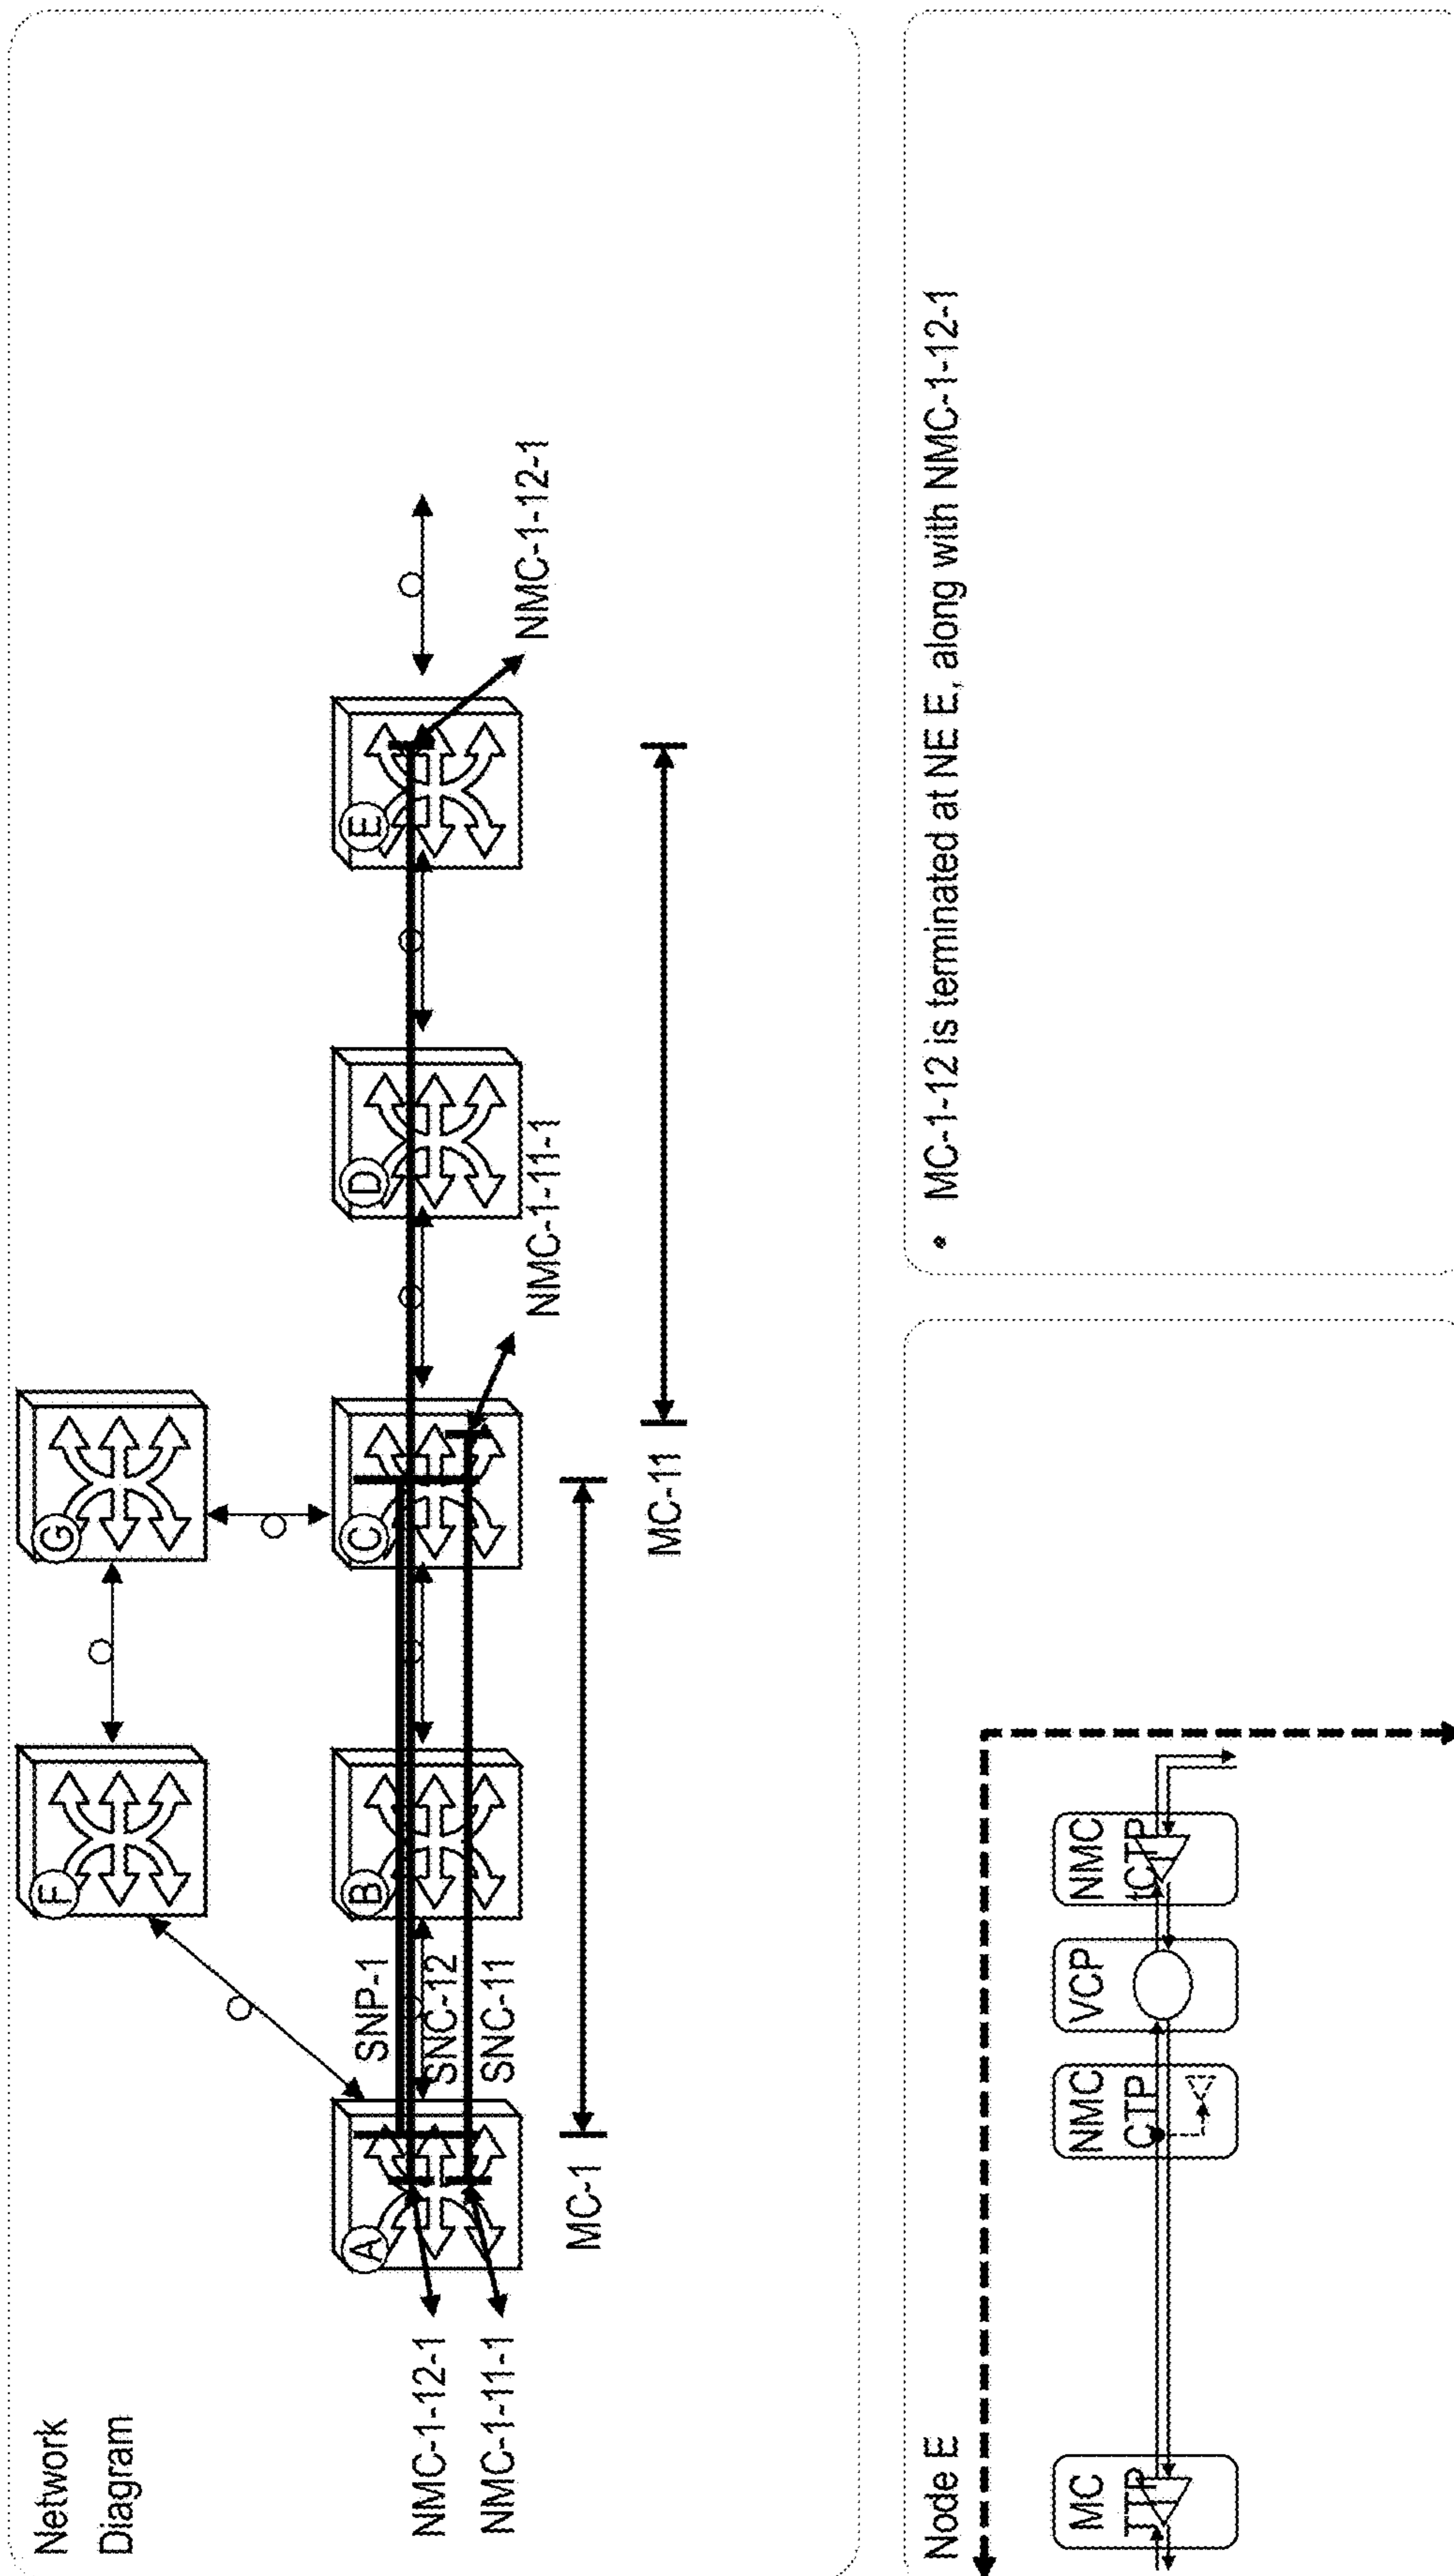 Network
Diagram
G
F
A
B
C
D
E
SNP-1
SNC-12
SNC-11
NMC-1-12-1
NMC-1-11-1
NMC-1-11-1
NMC-1-12-1
MC-1
MC-11
Node E
MC
TTP
NMC
CTP
VCP
NMC
tCTP
• MC-1-12 is terminated at NE E, along with NMC-1-12-1